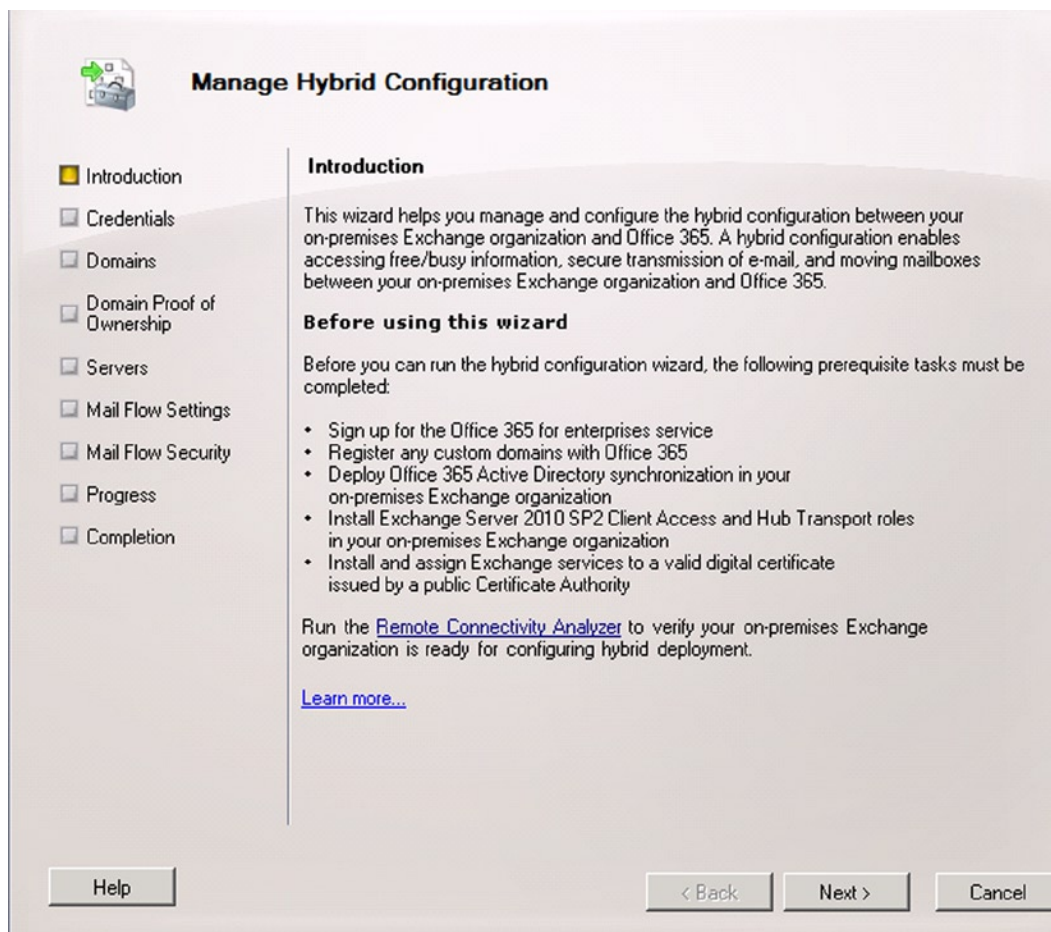 Manage Hybrid Configuration
Introduction
Credentials
Domains
Domain Proof of
Ownership
Servers
Mail Flow Settings
Mail Flow Security
Progress
Completion
Introduction
This wizard helps you manage and configure the hybrid configuration between your
on-premises Exchange organization and Office 365. A hybrid configuration enables
accessing free/busy information, secure transmission of e-mail, and moving mailboxes
between your on-premises Exchange organization and Office 365.
Before using this wizard
Before you can run the hybrid configuration wizard, the following prerequisite tasks must be
completed:
• Sign up for the Office 365 for enterprises service
• Register any custom domains with Office 365
• Deploy Office 365 Active Directory synchronization in your
on-premises Exchange organization
• Install Exchange Server 2010 SP2 Client Access and Hub Transport roles
in your on-premises Exchange organization
• Install and assign Exchange services to a valid digital certificate
issued by a public Certificate Authority
Run the Remote Connectivity Analyzer to verify your on-premises Exchange
organization is ready for configuring hybrid deployment.
Learn more...
Help
< Back
Next >
Cancel